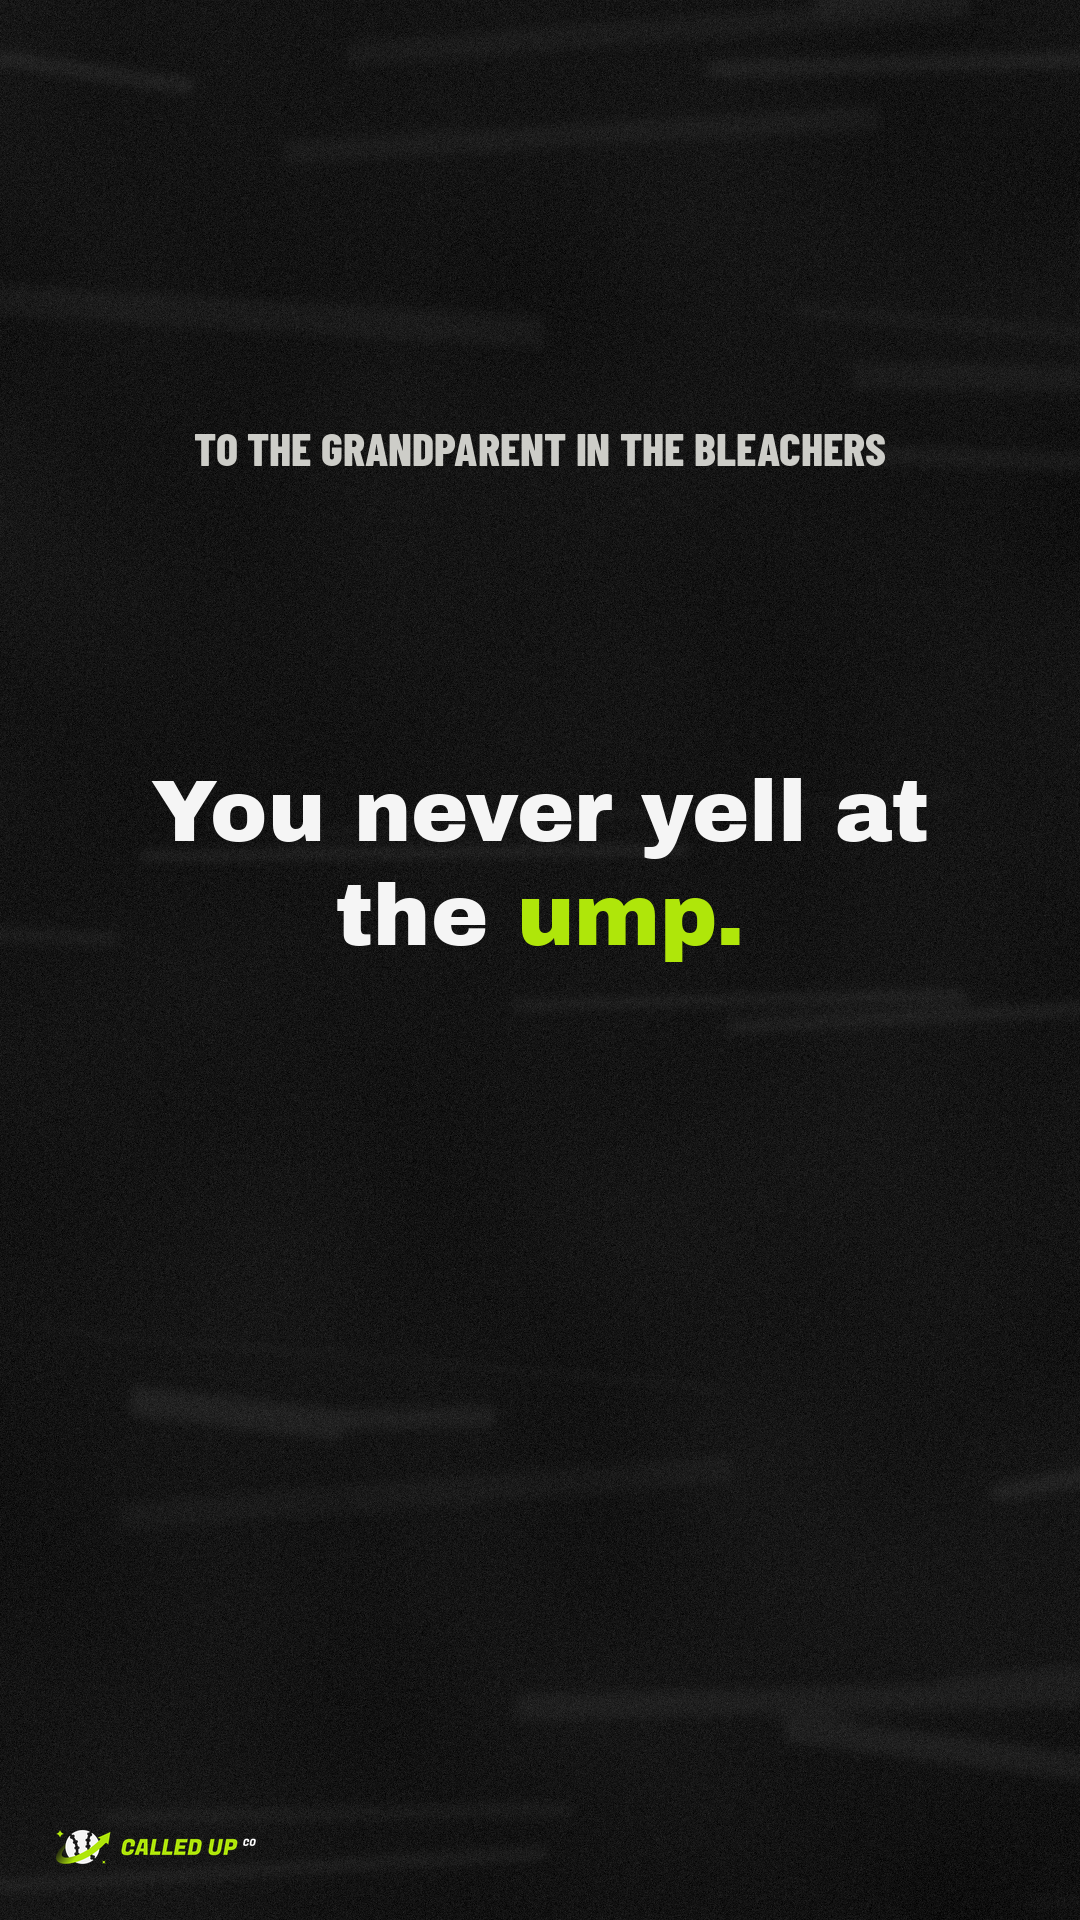 TO THE GRANDPARENT IN THE BLEACHERS
You never yell at
the ump.
CALLED UP CO